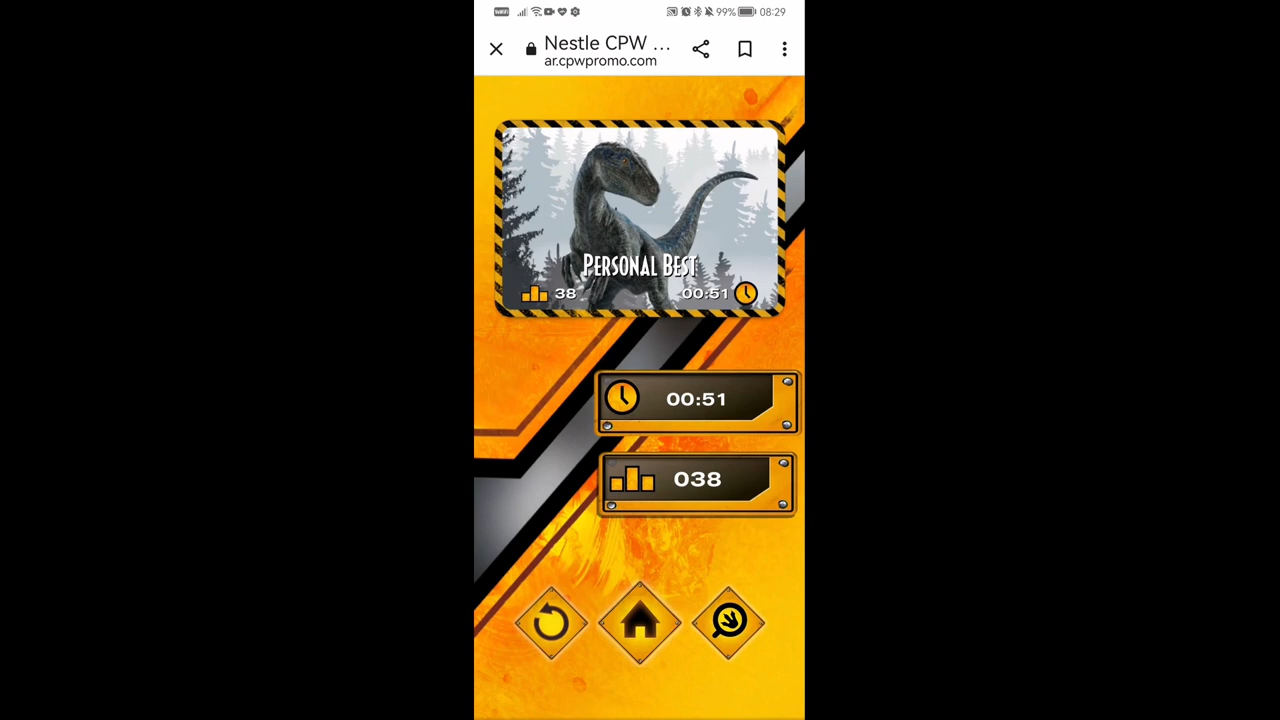 99% 08:29
Nestle CPW ...
ar.cpwpromo.com
Personal Best
38 00:51
00:51
038